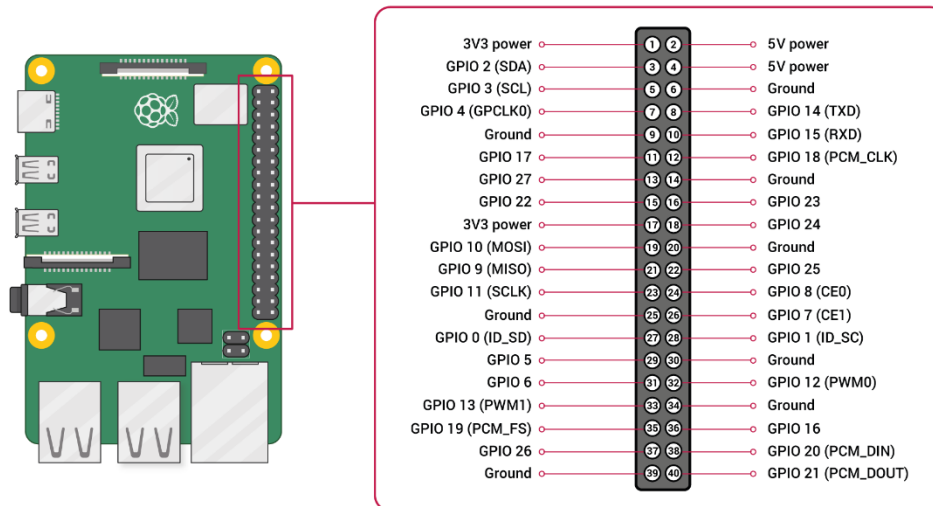 3V3 power 1 2 5V power
GPIO 2 (SDA) 3 4 5V power
GPIO 3 (SCL) 5 6 Ground
GPIO 4 (GPCLK0) 7 8 GPIO 14 (TXD)
Ground 9 10 GPIO 15 (RXD)
GPIO 17 11 12 GPIO 18 (PCM_CLK)
GPIO 27 13 14 Ground
GPIO 22 15 16 GPIO 23
3V3 power 17 18 GPIO 24
GPIO 10 (MOSI) 19 20 Ground
GPIO 9 (MISO) 21 22 GPIO 25
GPIO 11 (SCLK) 23 24 GPIO 8 (CE0)
Ground 25 26 GPIO 7 (CE1)
GPIO 0 (ID_SD) 27 28 GPIO 1 (ID_SC)
GPIO 5 29 30 Ground
GPIO 6 31 32 GPIO 12 (PWM0)
GPIO 13 (PWM1) 33 34 Ground
GPIO 19 (PCM_FS) 35 36 GPIO 16
GPIO 26 37 38 GPIO 20 (PCM_DIN)
Ground 39 40 GPIO 21 (PCM_DOUT)